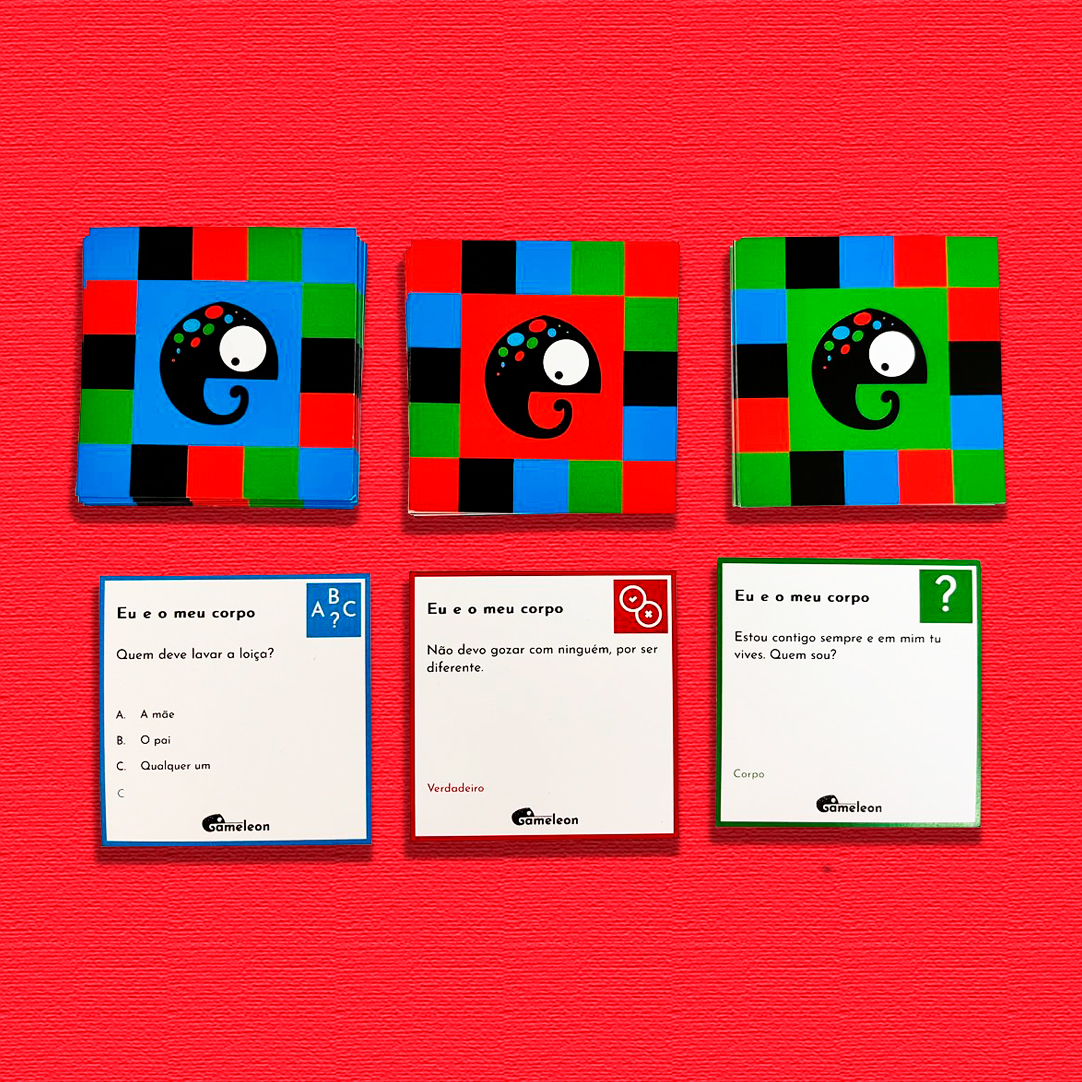 Eu e o meu corpo
A B C ?
Quem deve lavar a loiça?
A. A mãe
B. O pai
C. Qualquer um
C
Gameleon
Eu e o meu corpo
Não devo gozar com ninguém, por ser
diferente.
Verdadeiro
Gameleon
Eu e o meu corpo
?
Estou contigo sempre e em mim tu
vives. Quem sou?
Corpo
Gameleon